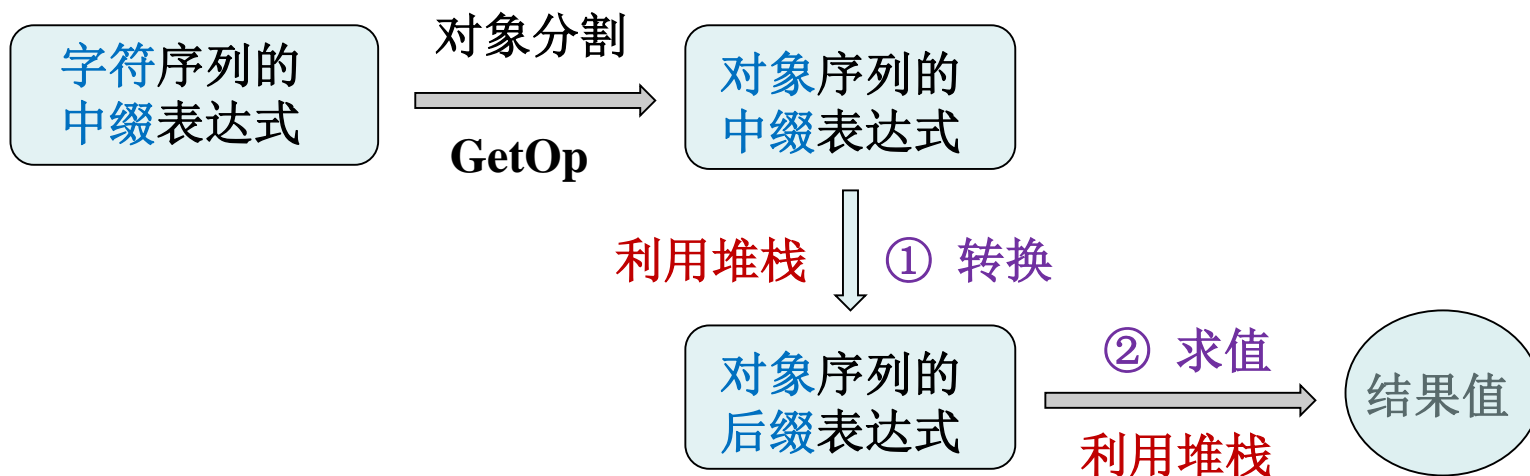 字符序列的
中缀表达式
对象分割
GetOp
对象序列的
中缀表达式
利用堆栈
① 转换
对象序列的
后缀表达式
② 求值
利用堆栈
结果值